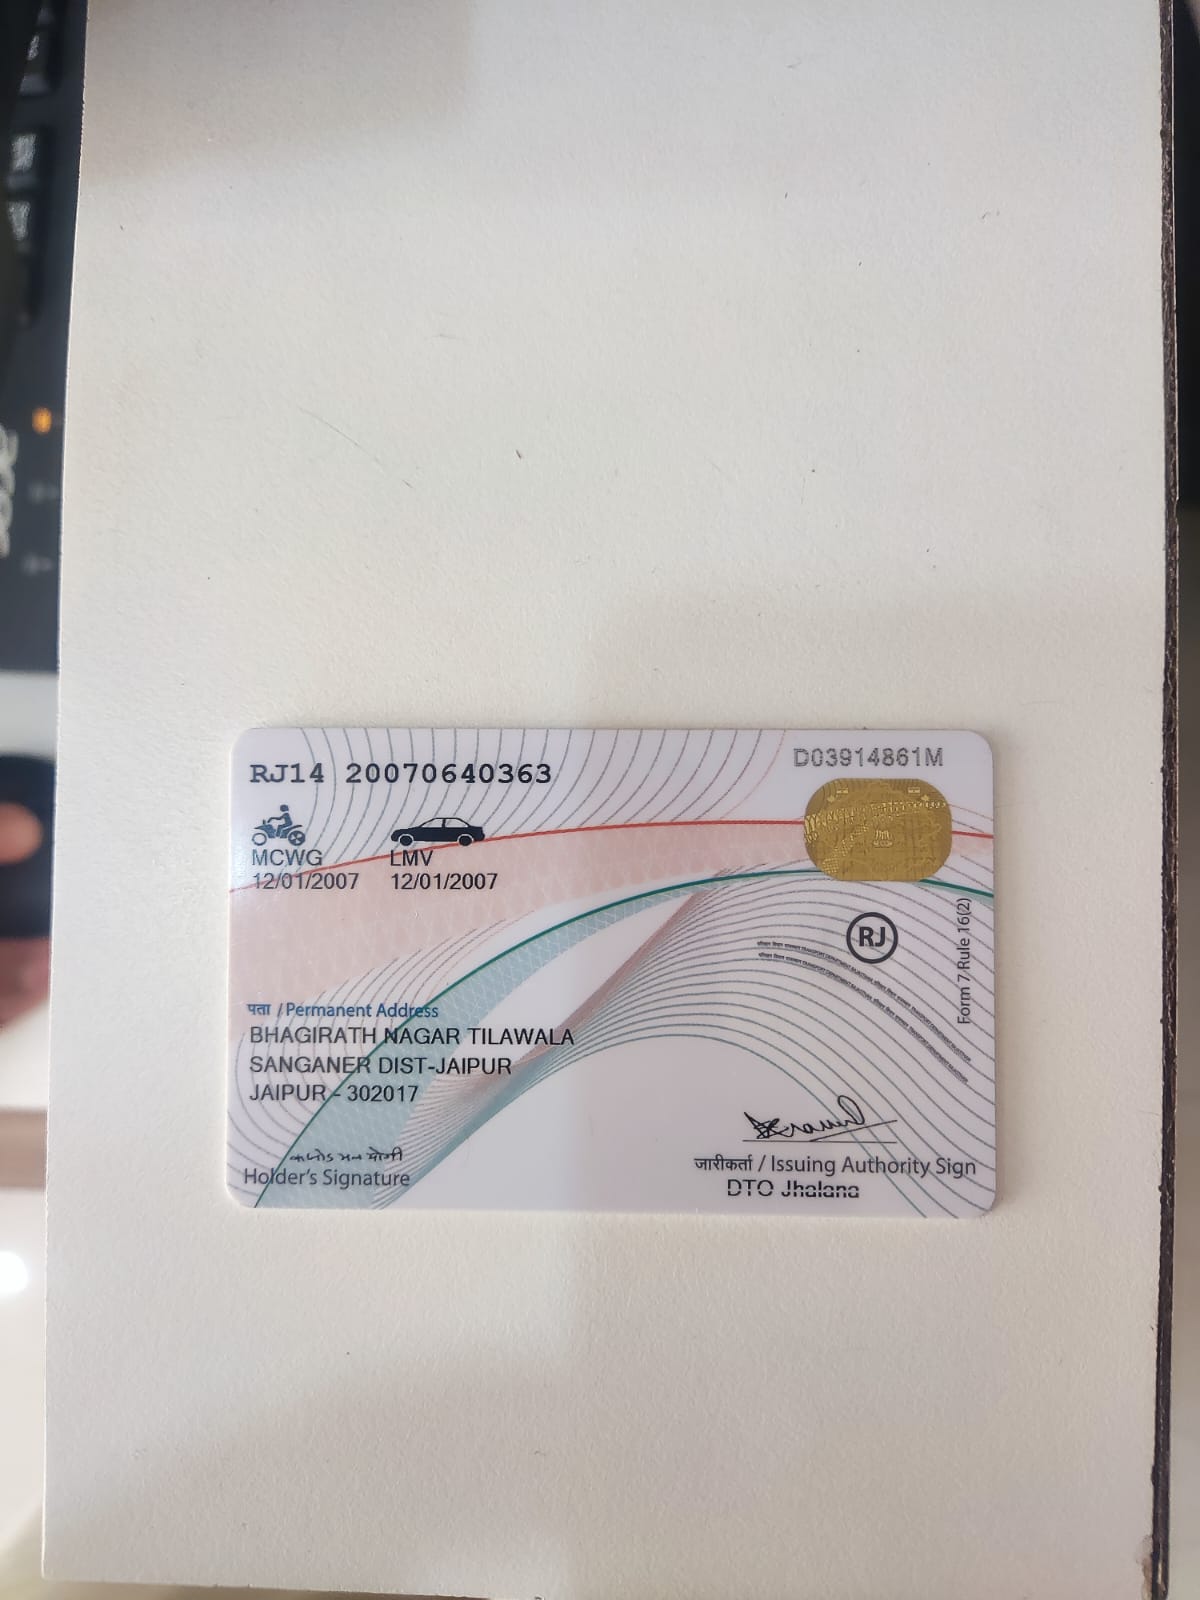 RJ14 20070640363
D03914861M
MCWG
LMV
12/01/2007
12/01/2007
RJ
Form 7 Rule 16(2)
पता / Permanent Address
BHAGIRATH NAGAR TILAWALA
SANGANER DIST-JAIPUR
JAIPUR - 302017
योगी
Holder's Signature
जारीकर्ता / Issuing Authority Sign
DTO Jhalana